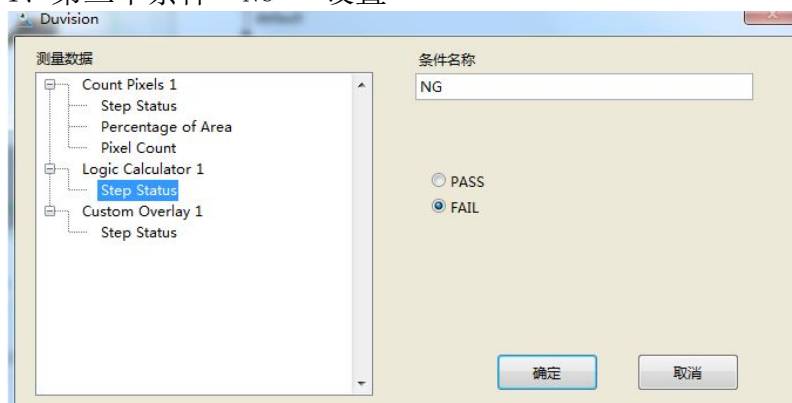 Duvision
测量数据
Count Pixels 1
Step Status
Percentage of Area
Pixel Count
Logic Calculator 1
Step Status
Custom Overlay 1
Step Status
条件名称
NG
PASS
FAIL
确定
取消